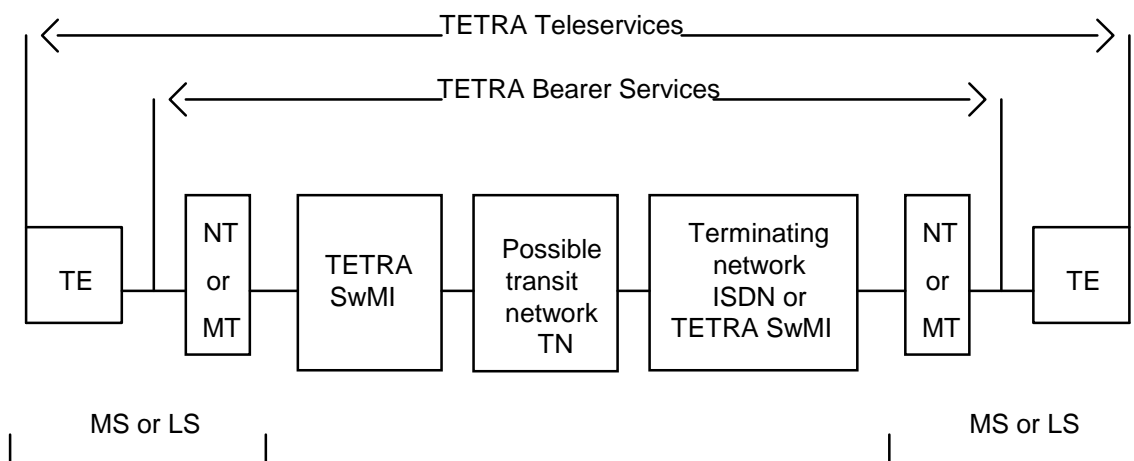 TETRA Teleservices
TETRA Bearer Services
TE
NT
or
MT
TETRA
SwMI
Possible
transit
network
TN
Terminating
network
ISDN or
TETRA SwMI
NT
or
MT
TE
MS or LS
MS or LS